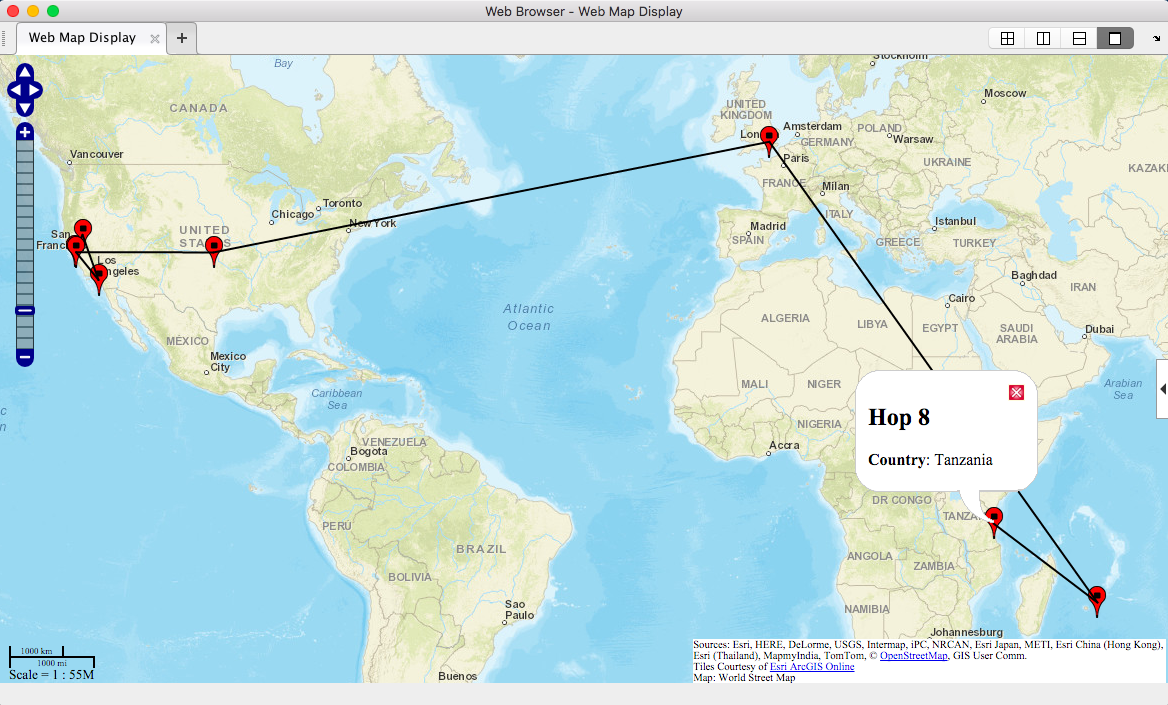 Web Browser - Web Map Display
Web Map Display
+
Bay
Stockholm
CANADA
Moscow
UNITED
KINGDOM
Amsterdam
POLAND
Lon
GERMANY
Warsaw
Vancouver
Paris
UKRAINE
KAZAK
FRANCE
Milan
Toronto
Chicago
New York
ITALY
Istanbul
Madrid
SPAIN
GREECE
TURKEY
UNITED
STATES
San
Franci
Los
Angeles
Baghdad
IRAN
Cairo
Atlantic
Ocean
ALGERIA
LIBYA
EGYPT
SAUDI
ARABIA
Dubai
MÉXICO
Mexico
City
MALI
NIGER
Arabian
Sea
Caribbean
Sea
Hop 8
NIGERIA
VENEZUELA
Bogota
COLOMBIA
Accra
Country: Tanzania
DR CONGO
TANZA
PERÚ
BRAZIL
ANGOLA
ZAMBIA
BOLIVIA
NAMIBIA
Sao
Paulo
Johannesburg
Buenos
1000 km
1000 mi
Scale = 1 : 55M
Sources: Esri, HERE, DeLorme, USGS, Intermap, iPC, NRCAN, Esri Japan, METI, Esri China (Hong Kong),
Esri (Thailand), MapmyIndia, TomTom, © OpenStreetMap, GIS User Comm.
Tiles Courtesy of Esri ArcGIS Online
Map: World Street Map